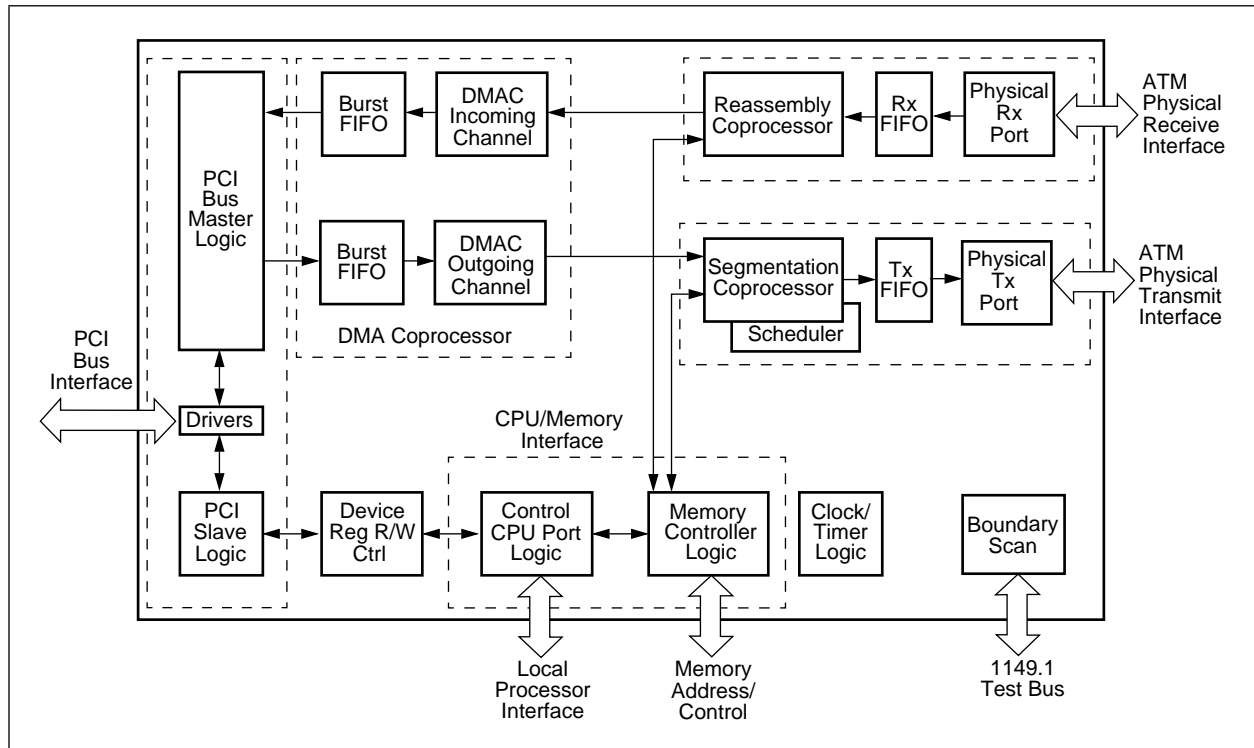 PCI
Bus
Master
Logic
Burst
FIFO
DMAC
Incoming
Channel
Reassembly
Coprocessor
Rx
FIFO
Physical
Rx
Port
ATM
Physical
Receive
Interface
Burst
FIFO
DMAC
Outgoing
Channel
DMA Coprocessor
Segmentation
Coprocessor
Scheduler
Tx
FIFO
Physical
Tx
Port
ATM
Physical
Transmit
Interface
PCI
Bus
Interface
Drivers
CPU/Memory
Interface
PCI
Slave
Logic
Device
Reg R/W
Ctrl
Control
CPU Port
Logic
Memory
Controller
Logic
Clock/
Timer
Logic
Boundary
Scan
Local
Processor
Interface
Memory
Address/
Control
1149.1
Test Bus